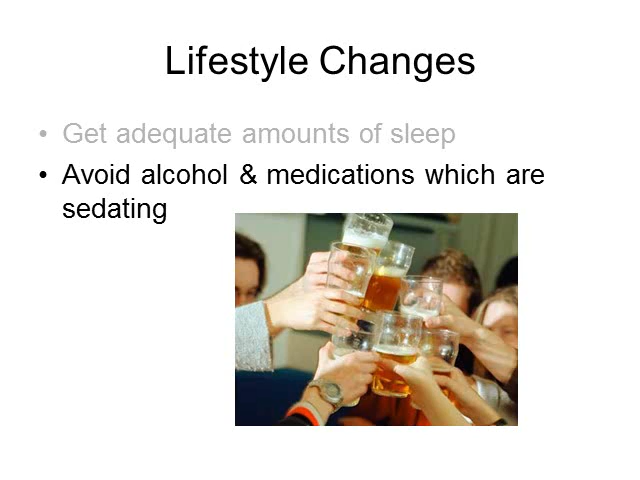 Lifestyle Changes
• Get adequate amounts of sleep
• Avoid alcohol & medications which are
sedating